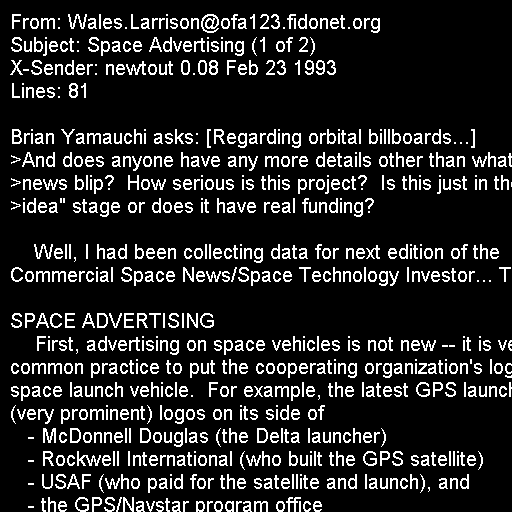 From: Wales.Larrison@ofa123.fidonet.org
Subject: Space Advertising (1 of 2)
X-Sender: newtout 0.08 Feb 23 1993
Lines: 81

Brian Yamauchi asks: [Regarding orbital billboards...]
>And does anyone have any more details other than what
>news blip?  How serious is this project?  Is this just in the
>idea" stage or does it have real funding?

    Well, I had been collecting data for next edition of the
Commercial Space News/Space Technology Investor... T

SPACE ADVERTISING
    First, advertising on space vehicles is not new -- it is ve
common practice to put the cooperating organization's log
space launch vehicle.  For example, the latest GPS launch
(very prominent) logos on its side of
   - McDonnell Douglas (the Delta launcher)
   - Rockwell International (who built the GPS satellite)
   - USAF (who paid for the satellite and launch), and
   - the GPS/Navstar program office